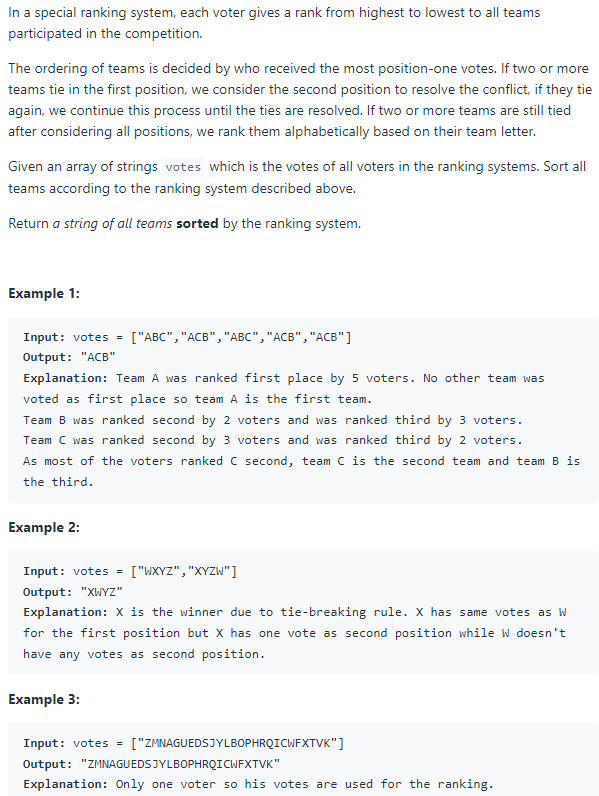 In a special ranking system, each voter gives a rank from highest to lowest to all teams
participated in the competition.
The ordering of teams is decided by who received the most position-one votes. If two or more
teams tie in the first position, we consider the second position to resolve the conflict, if they tie
again, we continue this process until the ties are resolved. If two or more teams are still tied
after considering all positions, we rank them alphabetically based on their team letter.
Given an array of strings votes which is the votes of all voters in the ranking systems. Sort all
teams according to the ranking system described above.
Return a string of all teams sorted by the ranking system.
Example 1:
Input: votes = ["ABC","ACB","ABC","ACB","ACB"]
Output: "ACB"
Explanation: Team A was ranked first place by 5 voters. No other team was
voted as first place so team A is the first team.
Team B was ranked second by 2 voters and was ranked third by 3 voters.
Team C was ranked second by 3 voters and was ranked third by 2 voters.
As most of the voters ranked C second, team C is the second team and team B is
the third.
Example 2:
Input: votes = ["WXYZ","XYZW"]
Output: "XWYZ"
Explanation: X is the winner due to tie-breaking rule. X has same votes as W
for the first position but X has one vote as second position while W doesn't
have any votes as second position.
Example 3:
Input: votes = ["ZMNAGUEDSJYLBOPHRQICWFXTVK"]
Output: "ZMNAGUEDSJYLBOPHRQICWFXTVK"
Explanation: Only one voter so his votes are used for the ranking.